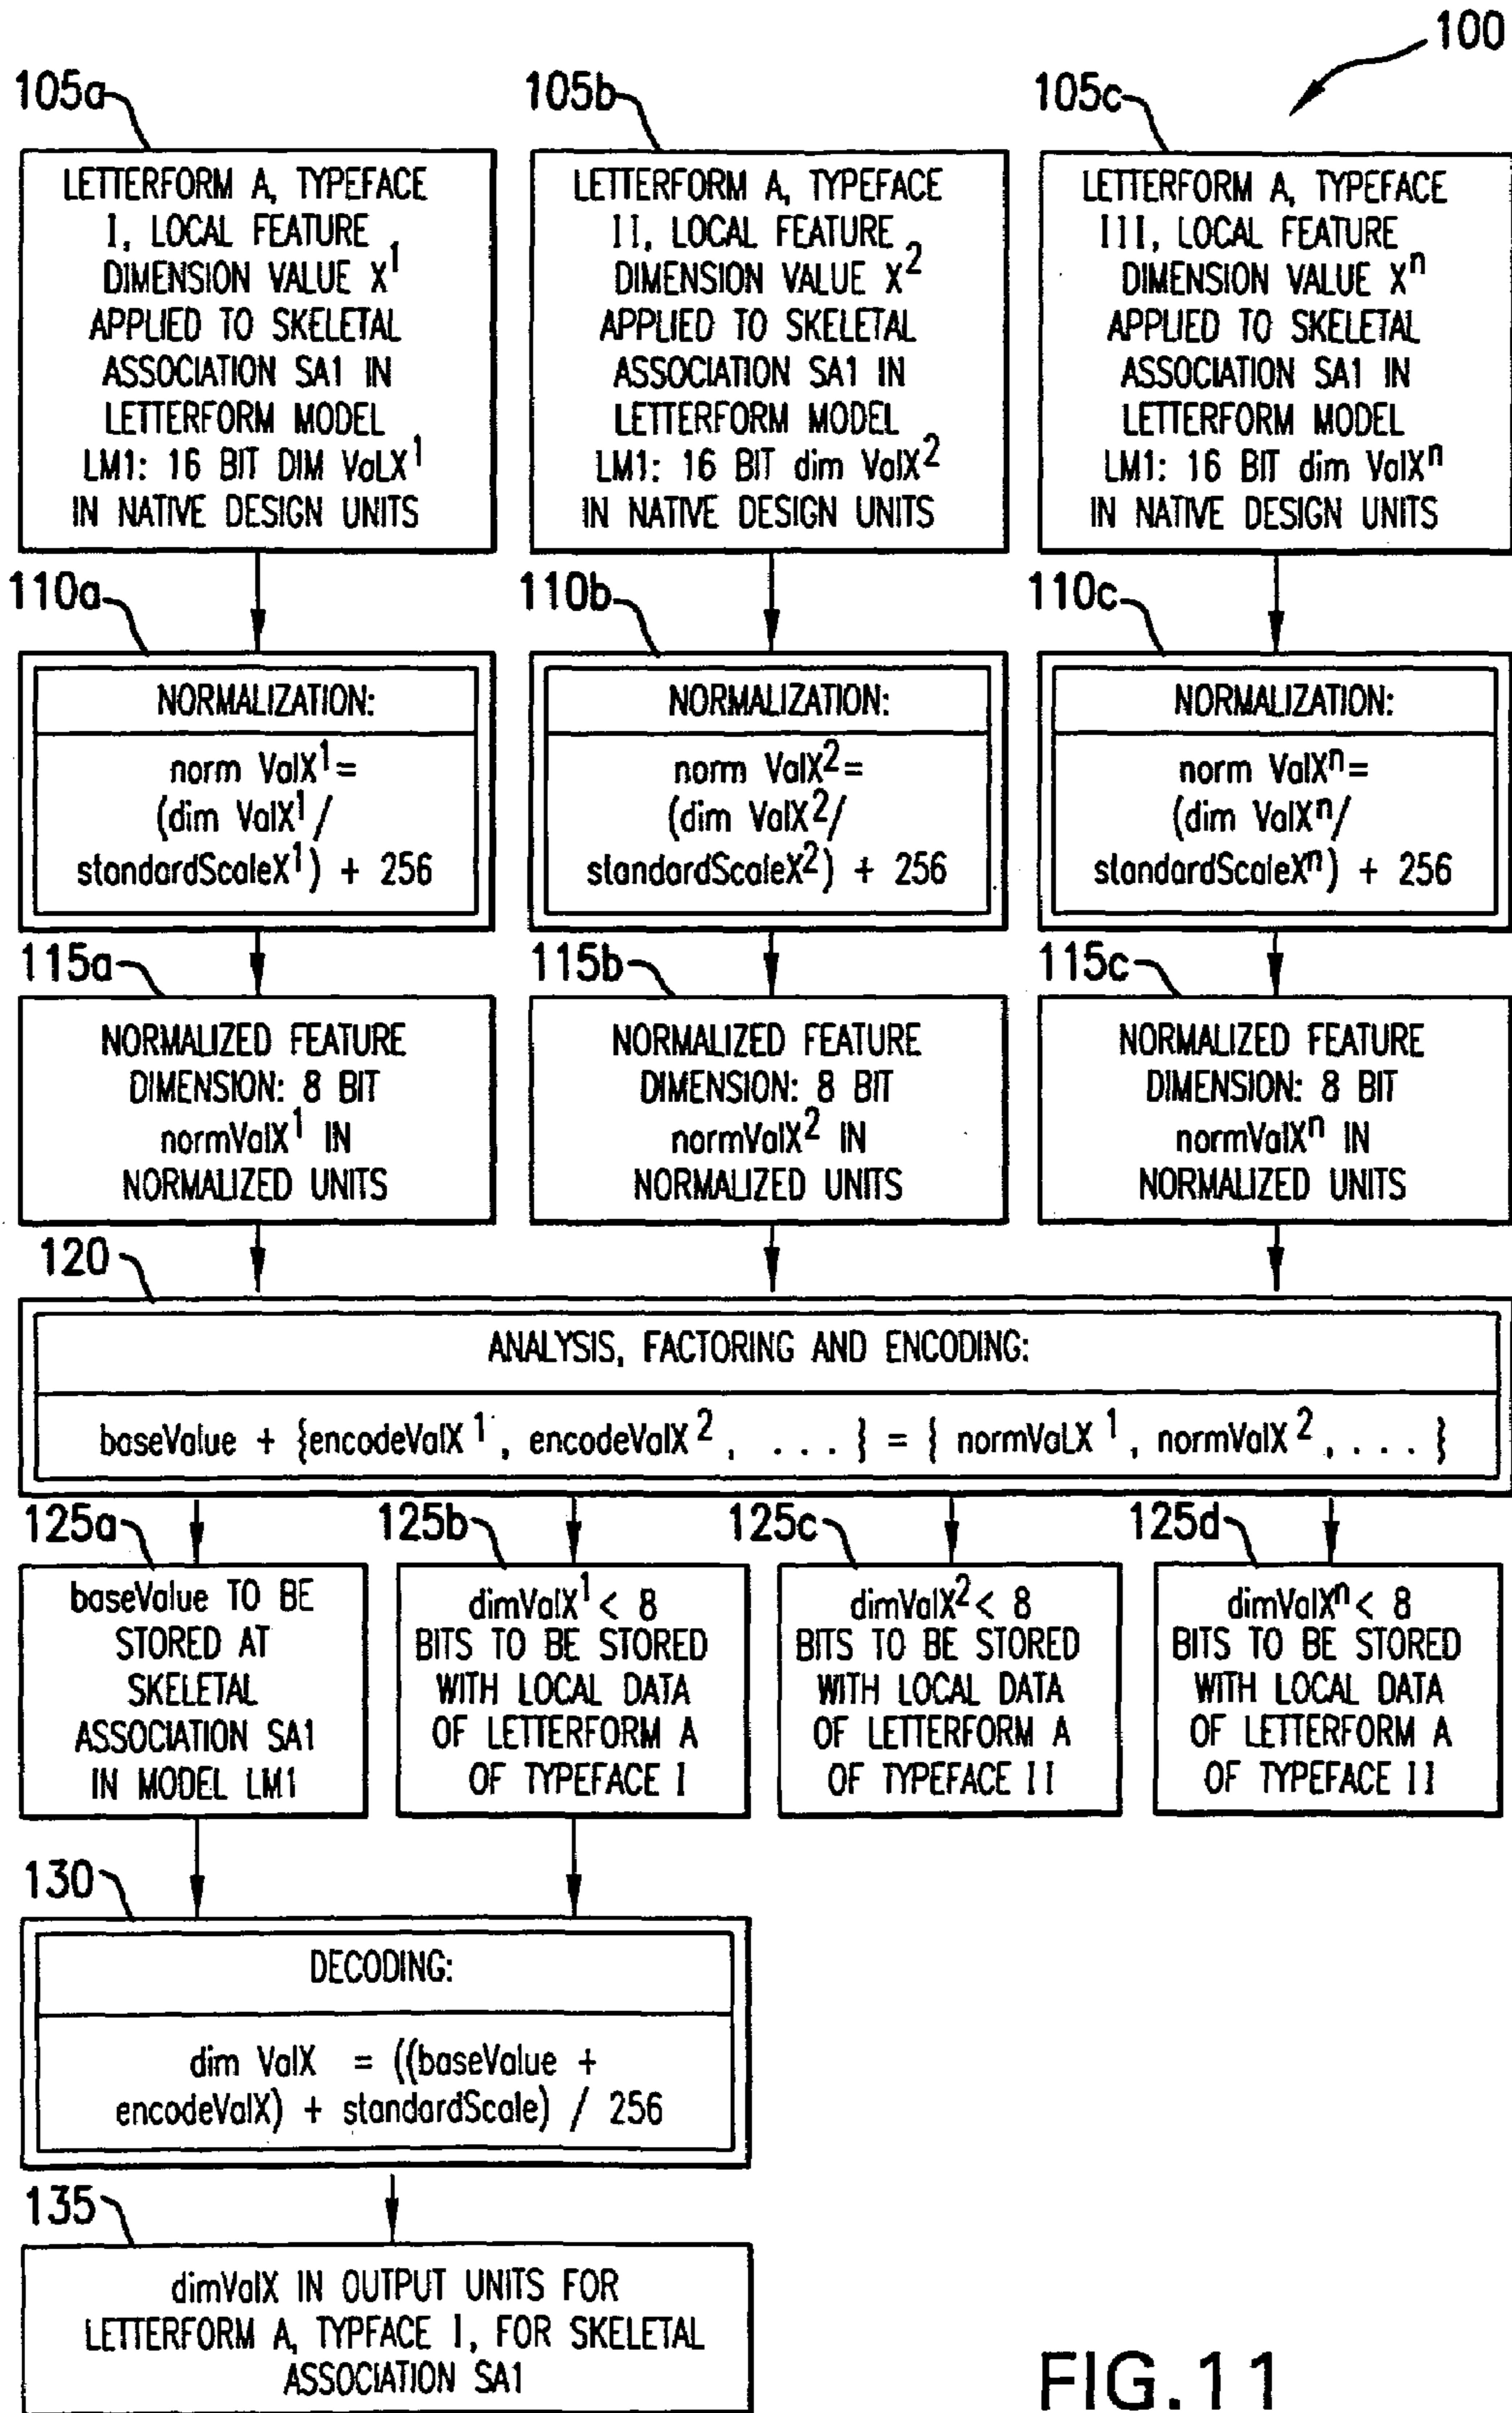 100
105a
LETTERFORM A, TYPEFACE
I, LOCAL FEATURE
DIMENSION VALUE X¹
APPLIED TO SKELETAL
ASSOCIATION SA1 IN
LETTERFORM MODEL
LM1: 16 BIT DIM VaLX¹
IN NATIVE DESIGN UNITS
105b
LETTERFORM A, TYPEFACE
II, LOCAL FEATURE
DIMENSION VALUE X²
APPLIED TO SKELETAL
ASSOCIATION SA1 IN
LETTERFORM MODEL
LM1: 16 BIT dim ValX²
IN NATIVE DESIGN UNITS
105c
LETTERFORM A, TYPEFACE
III, LOCAL FEATURE
DIMENSION VALUE Xⁿ
APPLIED TO SKELETAL
ASSOCIATION SA1 IN
LETTERFORM MODEL
LM1: 16 BIT dim ValXⁿ
IN NATIVE DESIGN UNITS
110a
NORMALIZATION:
norm ValX¹=
(dim ValX¹/
standardScaleX¹) + 256
110b
NORMALIZATION:
norm ValX²=
(dim ValX²/
standardScaleX²) + 256
110c
NORMALIZATION:
norm ValXⁿ=
(dim ValXⁿ/
standardScaleXⁿ) + 256
115a
NORMALIZED FEATURE
DIMENSION: 8 BIT
normValX¹ IN
NORMALIZED UNITS
115b
NORMALIZED FEATURE
DIMENSION: 8 BIT
normValX² IN
NORMALIZED UNITS
115c
NORMALIZED FEATURE
DIMENSION: 8 BIT
normValXⁿ IN
NORMALIZED UNITS
120
ANALYSIS, FACTORING AND ENCODING:
baseValue + {encodeValX¹, encodeValX², . . . } = { normVaLX¹, normValX², . . . }
125a
baseValue TO BE
STORED AT
SKELETAL
ASSOCIATION SA1
IN MODEL LM1
125b
dimValX¹ < 8
BITS TO BE STORED
WITH LOCAL DATA
OF LETTERFORM A
OF TYPEFACE I
125c
dimValX² < 8
BITS TO BE STORED
WITH LOCAL DATA
OF LETTERFORM A
OF TYPEFACE II
125d
dimValXⁿ < 8
BITS TO BE STORED
WITH LOCAL DATA
OF LETTERFORM A
OF TYPEFACE II
130
DECODING:
dim ValX = ((baseValue +
encodeValX) + standardScale) / 256
135
dimValX IN OUTPUT UNITS FOR
LETTERFORM A, TYPFACE I, FOR SKELETAL
ASSOCIATION SA1
FIG.11